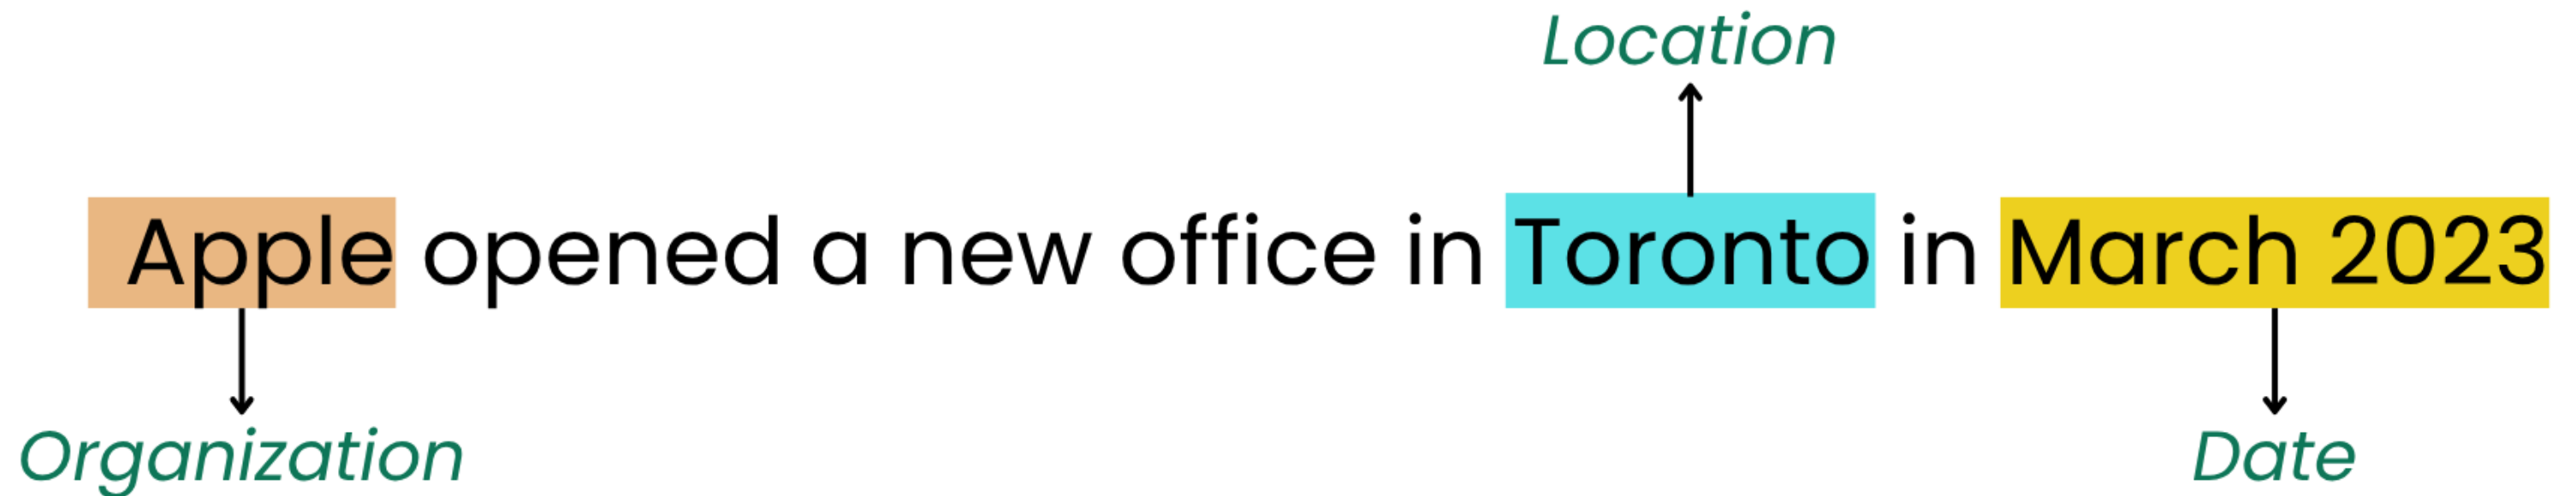 Location
Apple opened a new office in Toronto in March 2023
Organization
Date